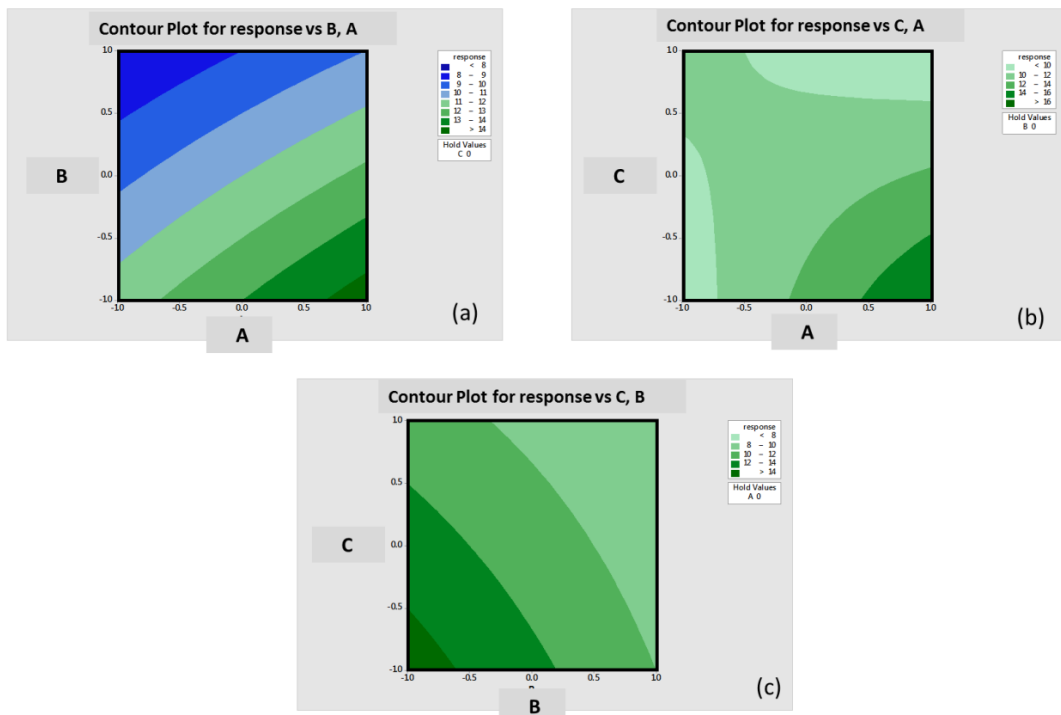 Contour Plot for response vs B, A
1.0
0.5
0.0
-0.5
-1.0
-1.0 -0.5 0.0 0.5 1.0
B
A
response
< 8
8 – 9
9 – 10
10 – 11
11 – 12
12 – 13
13 – 14
> 14
Hold Values
C 0
(a)
Contour Plot for response vs C, A
1.0
0.5
0.0
-0.5
-1.0
-1.0 -0.5 0.0 0.5 1.0
C
A
response
< 10
10 – 12
12 – 14
14 – 16
> 16
Hold Values
B 0
(b)
Contour Plot for response vs C, B
1.0
0.5
0.0
-0.5
-1.0
-1.0 -0.5 0.0 0.5 1.0
C
B
response
< 8
8 – 10
10 – 12
12 – 14
> 14
Hold Values
A 0
(c)